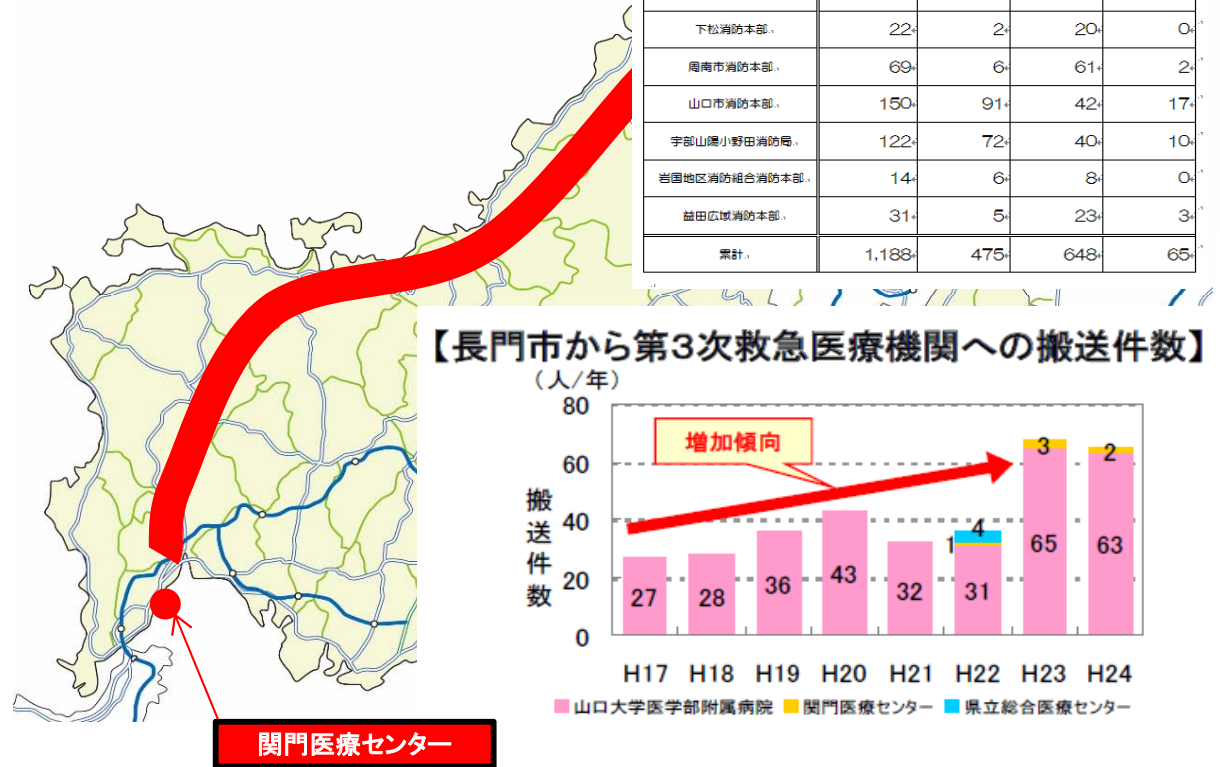 下松消防本部 22 2 20 0
周南市消防本部 69 6 61 2
山口市消防本部 150 91 42 17
宇部山陽小野田消防局 122 72 40 10
岩国地区消防組合消防本部 14 6 8 0
益田広域消防本部 31 5 23 3
累計 1,188 475 648 65
【長門市から第3次救急医療機関への搬送件数】
(人/年)
80
60
40
20
0
搬送件数
増加傾向
27
28
36
43
32
1
4
31
3
65
2
63
H17 H18 H19 H20 H21 H22 H23 H24
山口大学医学部附属病院 関門医療センター 県立総合医療センター
関門医療センター